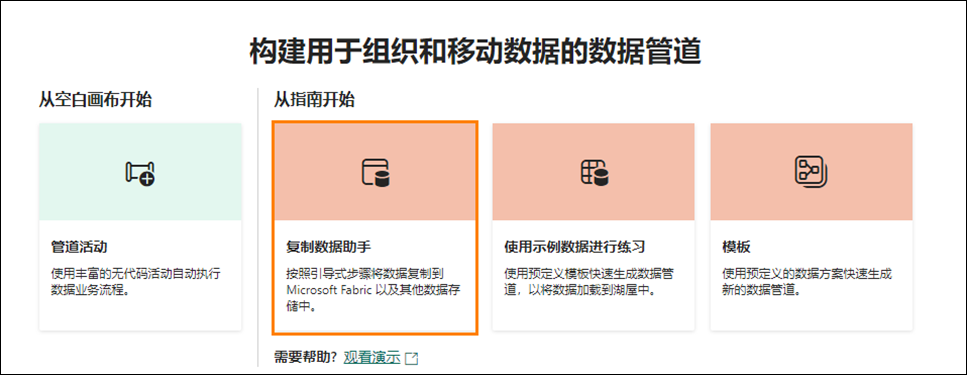 构建用于组织和移动数据的数据管道
从空白画布开始
管道活动
使用丰富的无代码活动自动执行
数据业务流程。
从指南开始
复制数据助手
按照引导式步骤将数据复制到
Microsoft Fabric 以及其他数据存
储中。
使用示例数据进行练习
使用预定义模板快速生成数据管
道，以将数据加载到湖屋中。
模板
使用预定义的数据方案快速生成
新的数据管道。
需要帮助? 观看演示